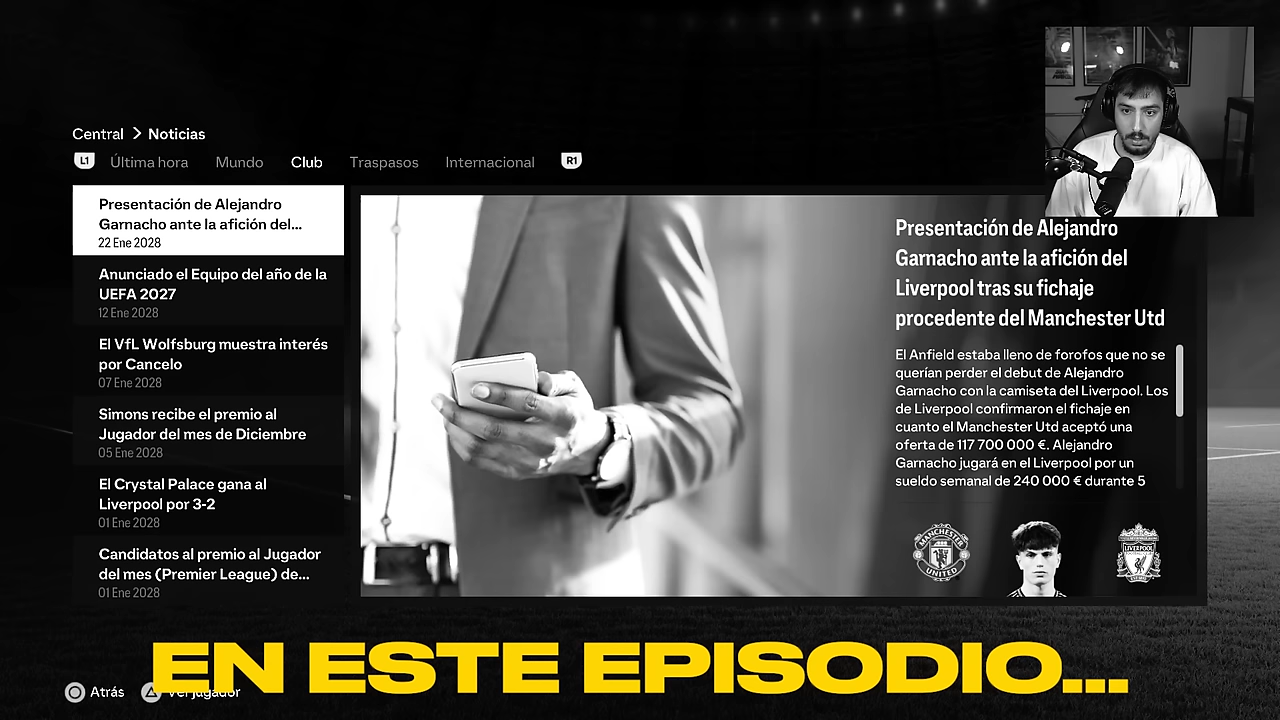 Central > Noticias
L1 Última hora Mundo Club Traspasos Internacional R1
Presentación de Alejandro
Garnacho ante la afición del...
22 Ene 2028
Anunciado el Equipo del año de la
UEFA 2027
12 Ene 2028
El VfL Wolfsburg muestra interés
por Cancelo
07 Ene 2028
Simons recibe el premio al
Jugador del mes de Diciembre
05 Ene 2028
El Crystal Palace gana al
Liverpool por 3-2
01 Ene 2028
Candidatos al premio al Jugador
del mes (Premier League) de...
01 Ene 2028
Presentación de Alejandro
Garnacho ante la afición del
Liverpool tras su fichaje
procedente del Manchester Utd
El Anfield estaba lleno de forofos que no se
querían perder el debut de Alejandro
Garnacho con la camiseta del Liverpool. Los
de Liverpool confirmaron el fichaje en
cuanto el Manchester Utd aceptó una
oferta de 117 700 000 €. Alejandro
Garnacho jugará en el Liverpool por un
sueldo semanal de 240 000 € durante 5
MANCHESTER
UNITED
LIVERPOOL
EN ESTE EPISODIO...
Atrás Ver jugador